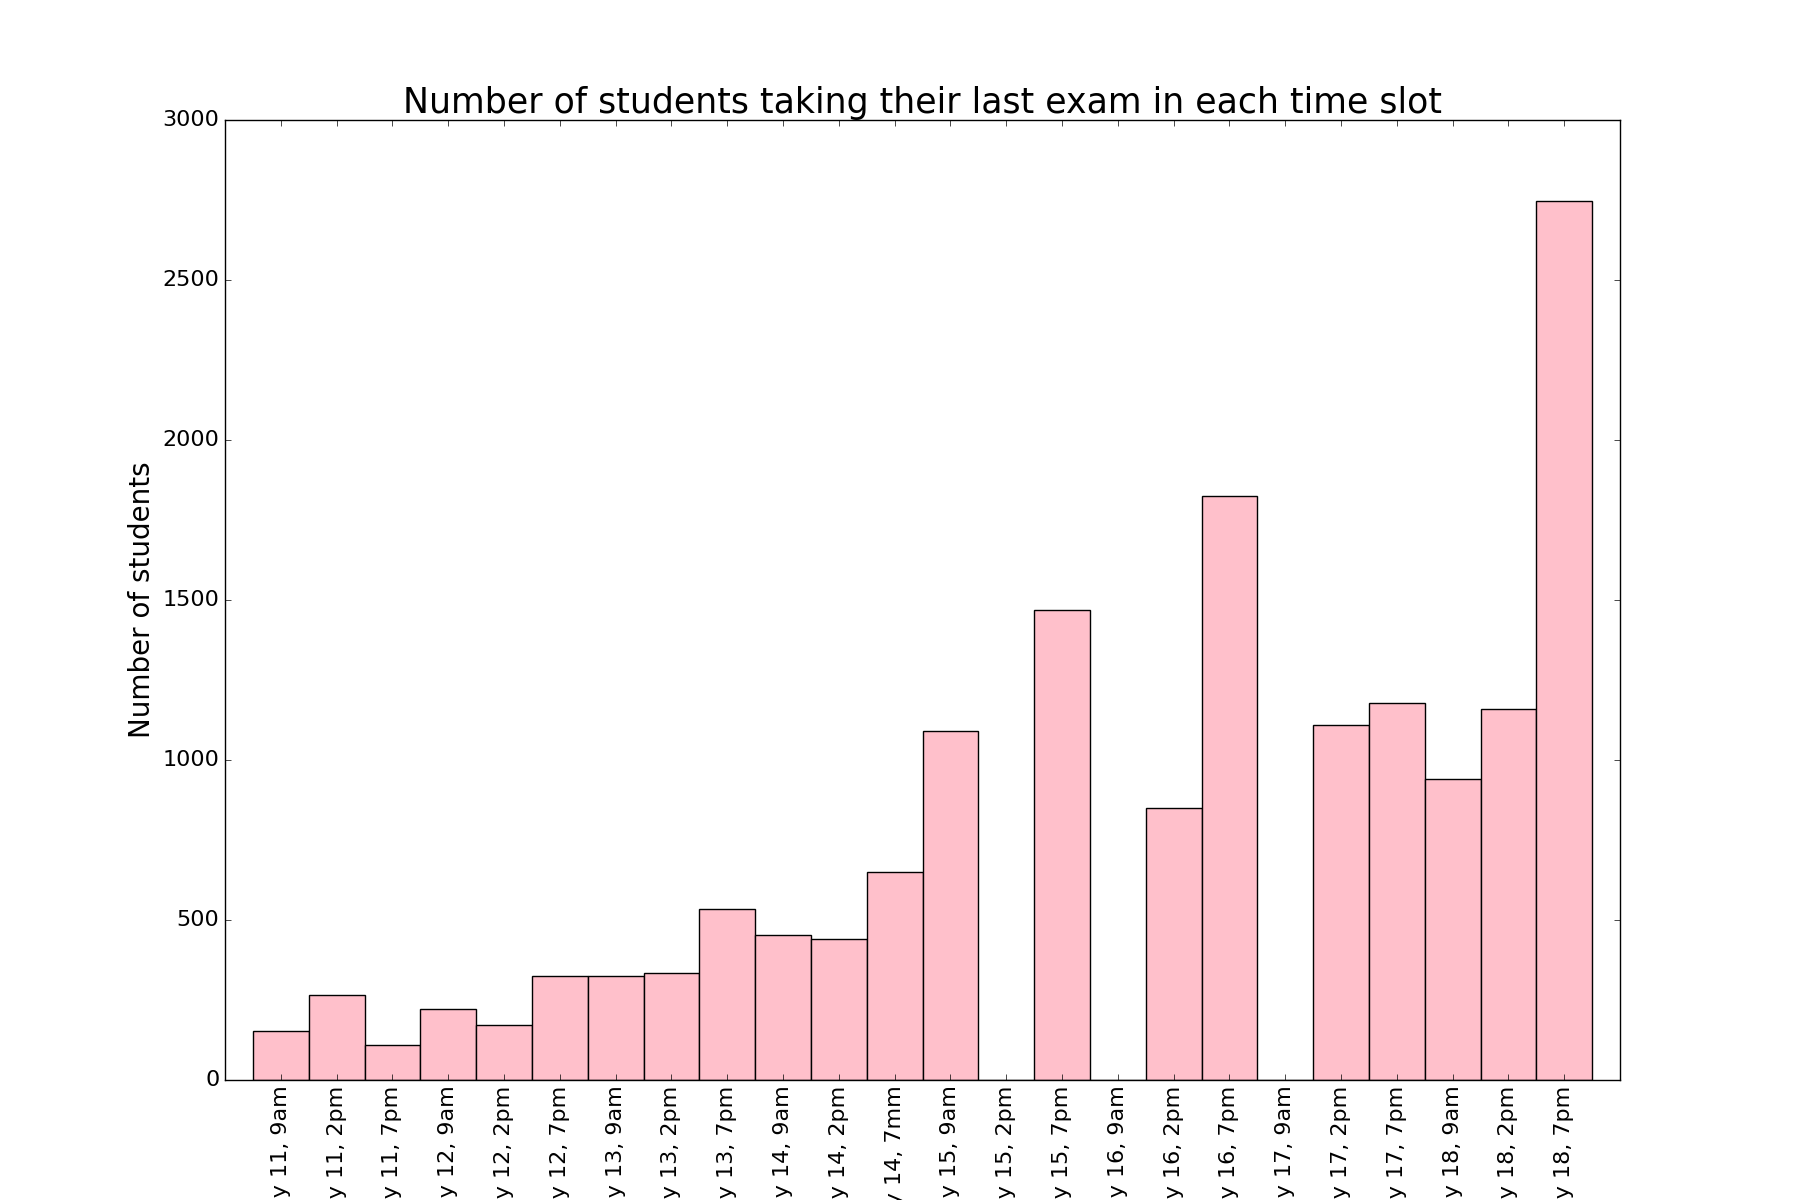 Number of students taking their last exam in each time slot
3000
2500
2000
1500
1000
500
0
Number of students
y 11, 9am
y 11, 2pm
y 11, 7pm
y 12, 9am
y 12, 2pm
y 12, 7pm
y 13, 9am
y 13, 2pm
y 13, 7pm
y 14, 9am
y 14, 2pm
y 14, 7mm
y 15, 9am
y 15, 2pm
y 15, 7pm
y 16, 9am
y 16, 2pm
y 16, 7pm
y 17, 9am
y 17, 2pm
y 17, 7pm
y 18, 9am
y 18, 2pm
y 18, 7pm